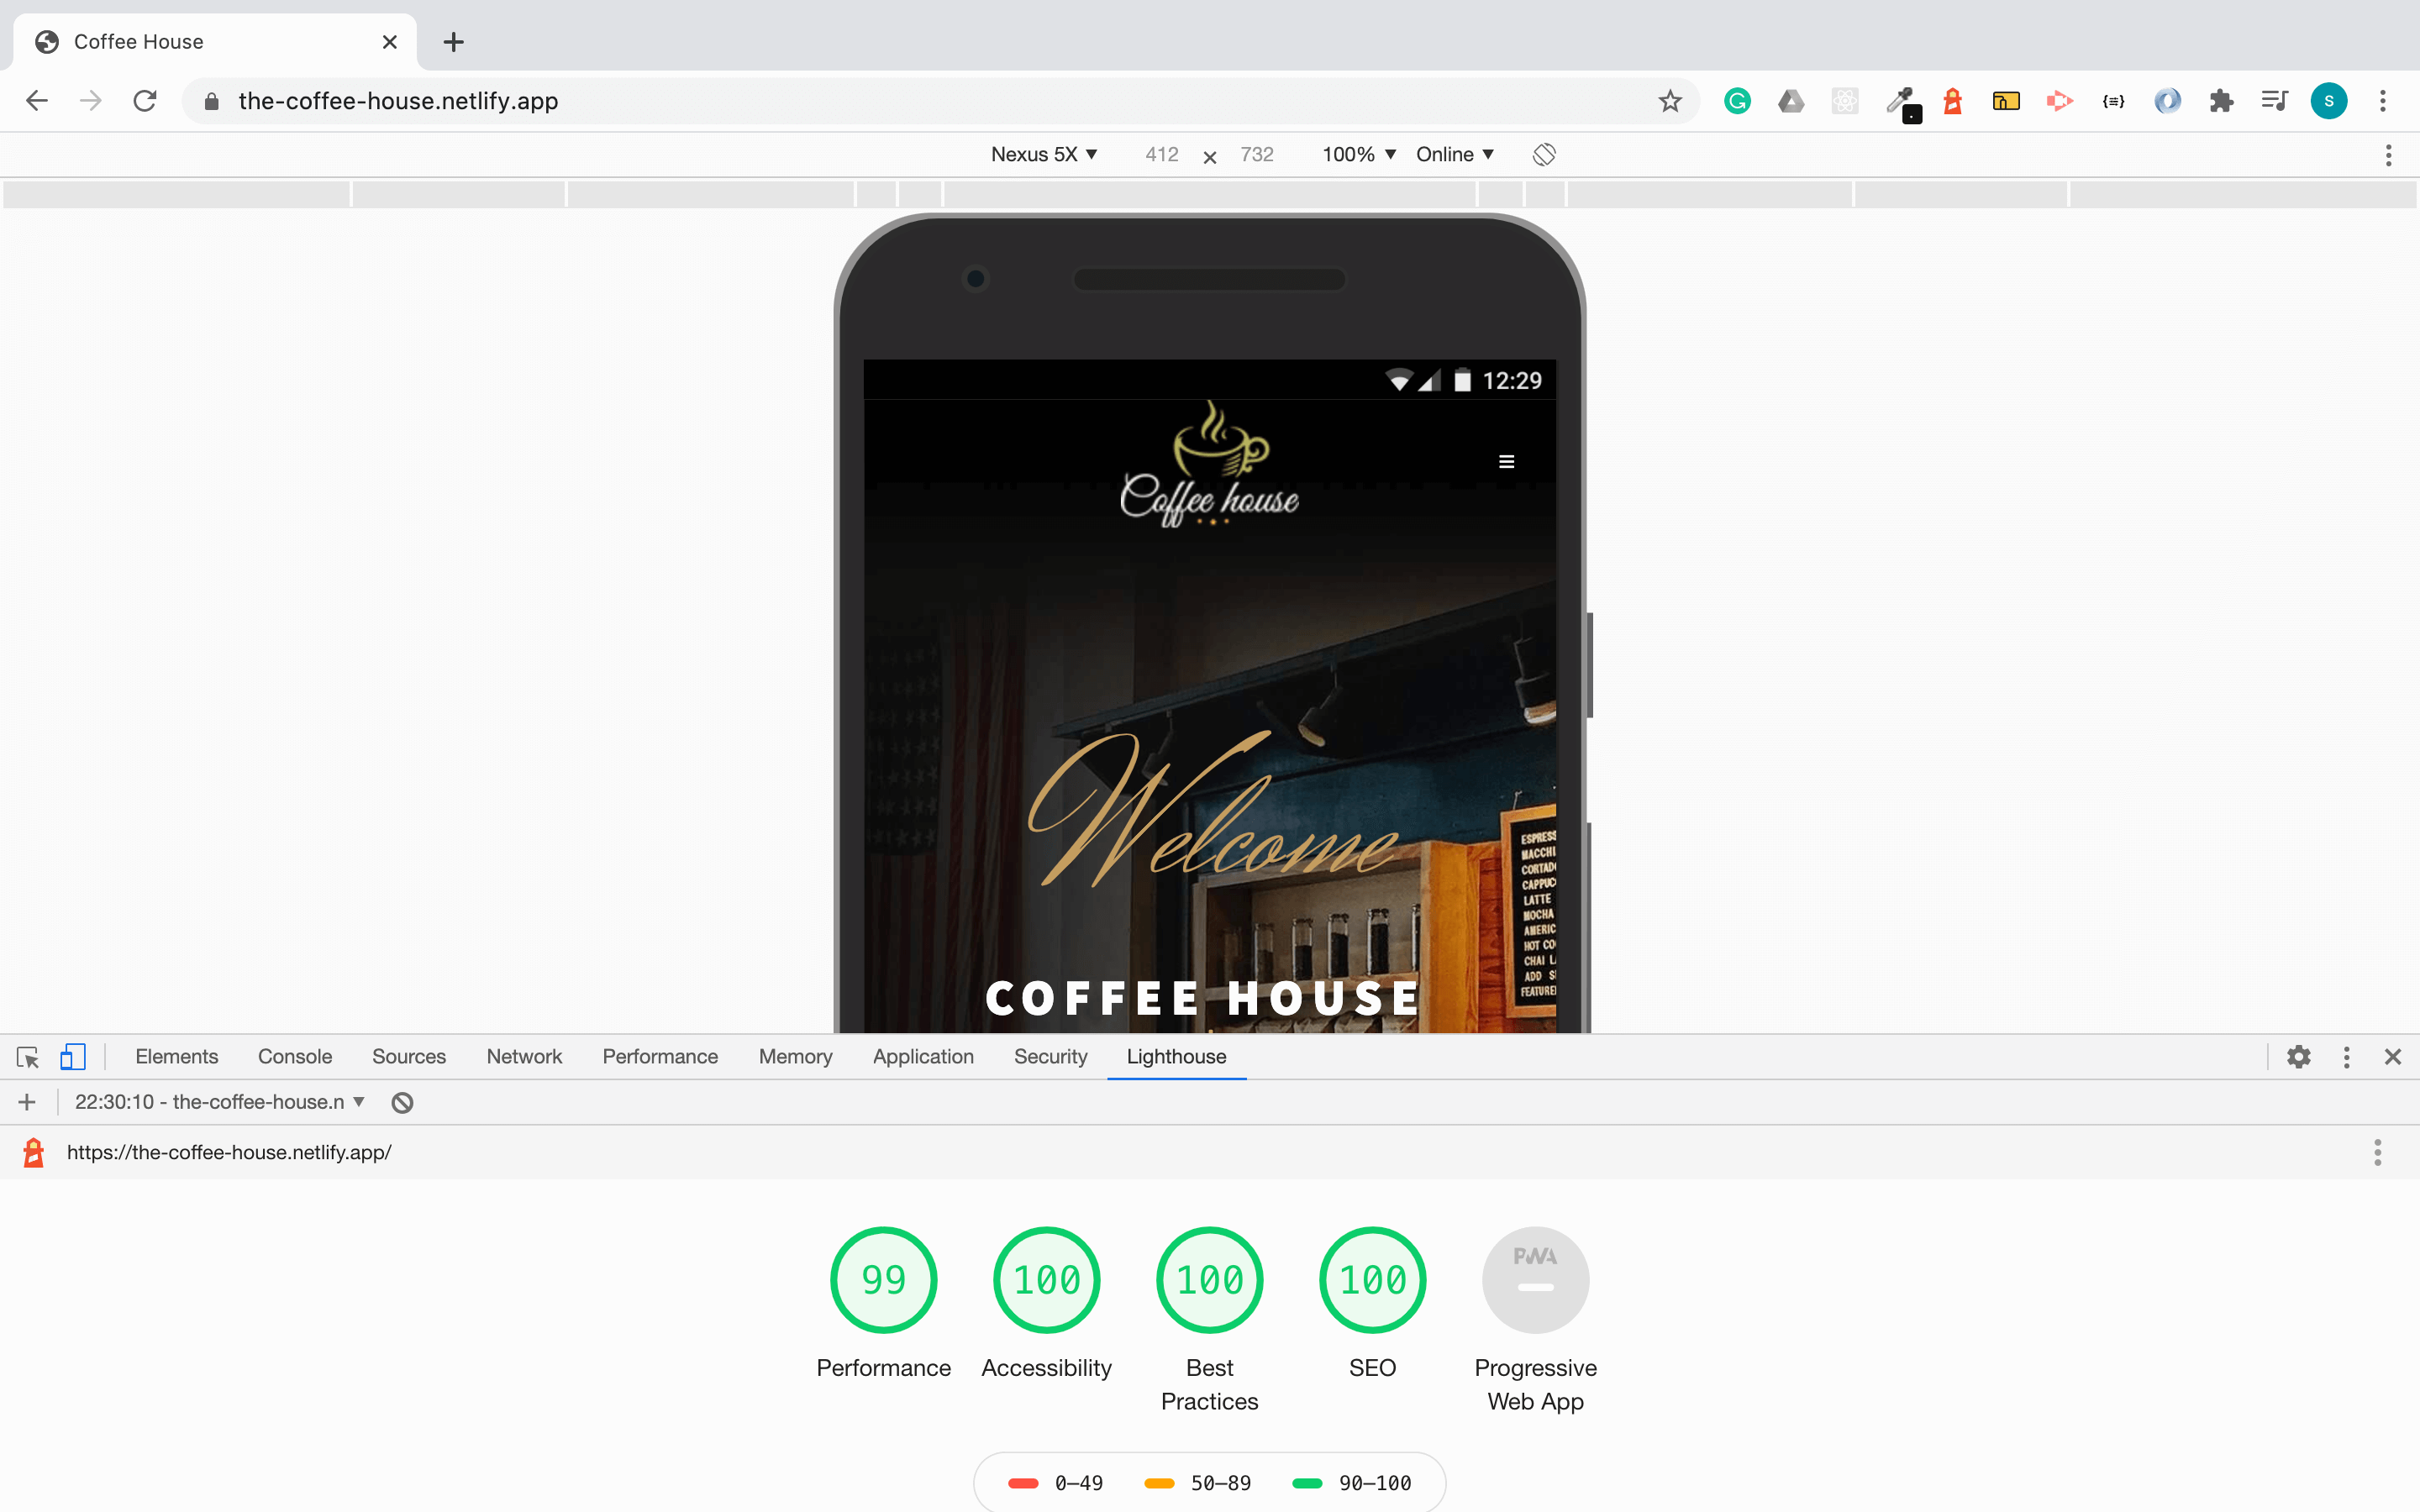 Coffee House
the-coffee-house.netlify.app
S
Nexus 5X 412 × 732 100% Online
12:29
Coffee house
Welcome
ESPRESS
MACCHI
CORTAD
CAPPUC
LATTE
MOCHA
AMERIC
HOT CO
CHAI L
ADD S
FEATURE
COFFEE HOUSE
Elements Console Sources Network Performance Memory Application Security Lighthouse
22:30:10 - the-coffee-house.n
https://the-coffee-house.netlify.app/
99 100 100 100 PWA
Performance Accessibility Best Practices SEO Progressive Web App
0–49 50–89 90–100